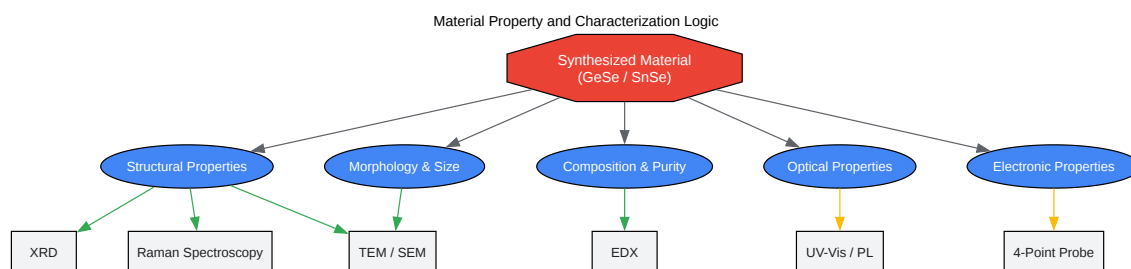 Material Property and Characterization Logic
Synthesized Material
(GeSe / SnSe)
Structural Properties
Morphology & Size
Composition & Purity
Optical Properties
Electronic Properties
XRD
Raman Spectroscopy
TEM / SEM
EDX
UV-Vis / PL
4-Point Probe